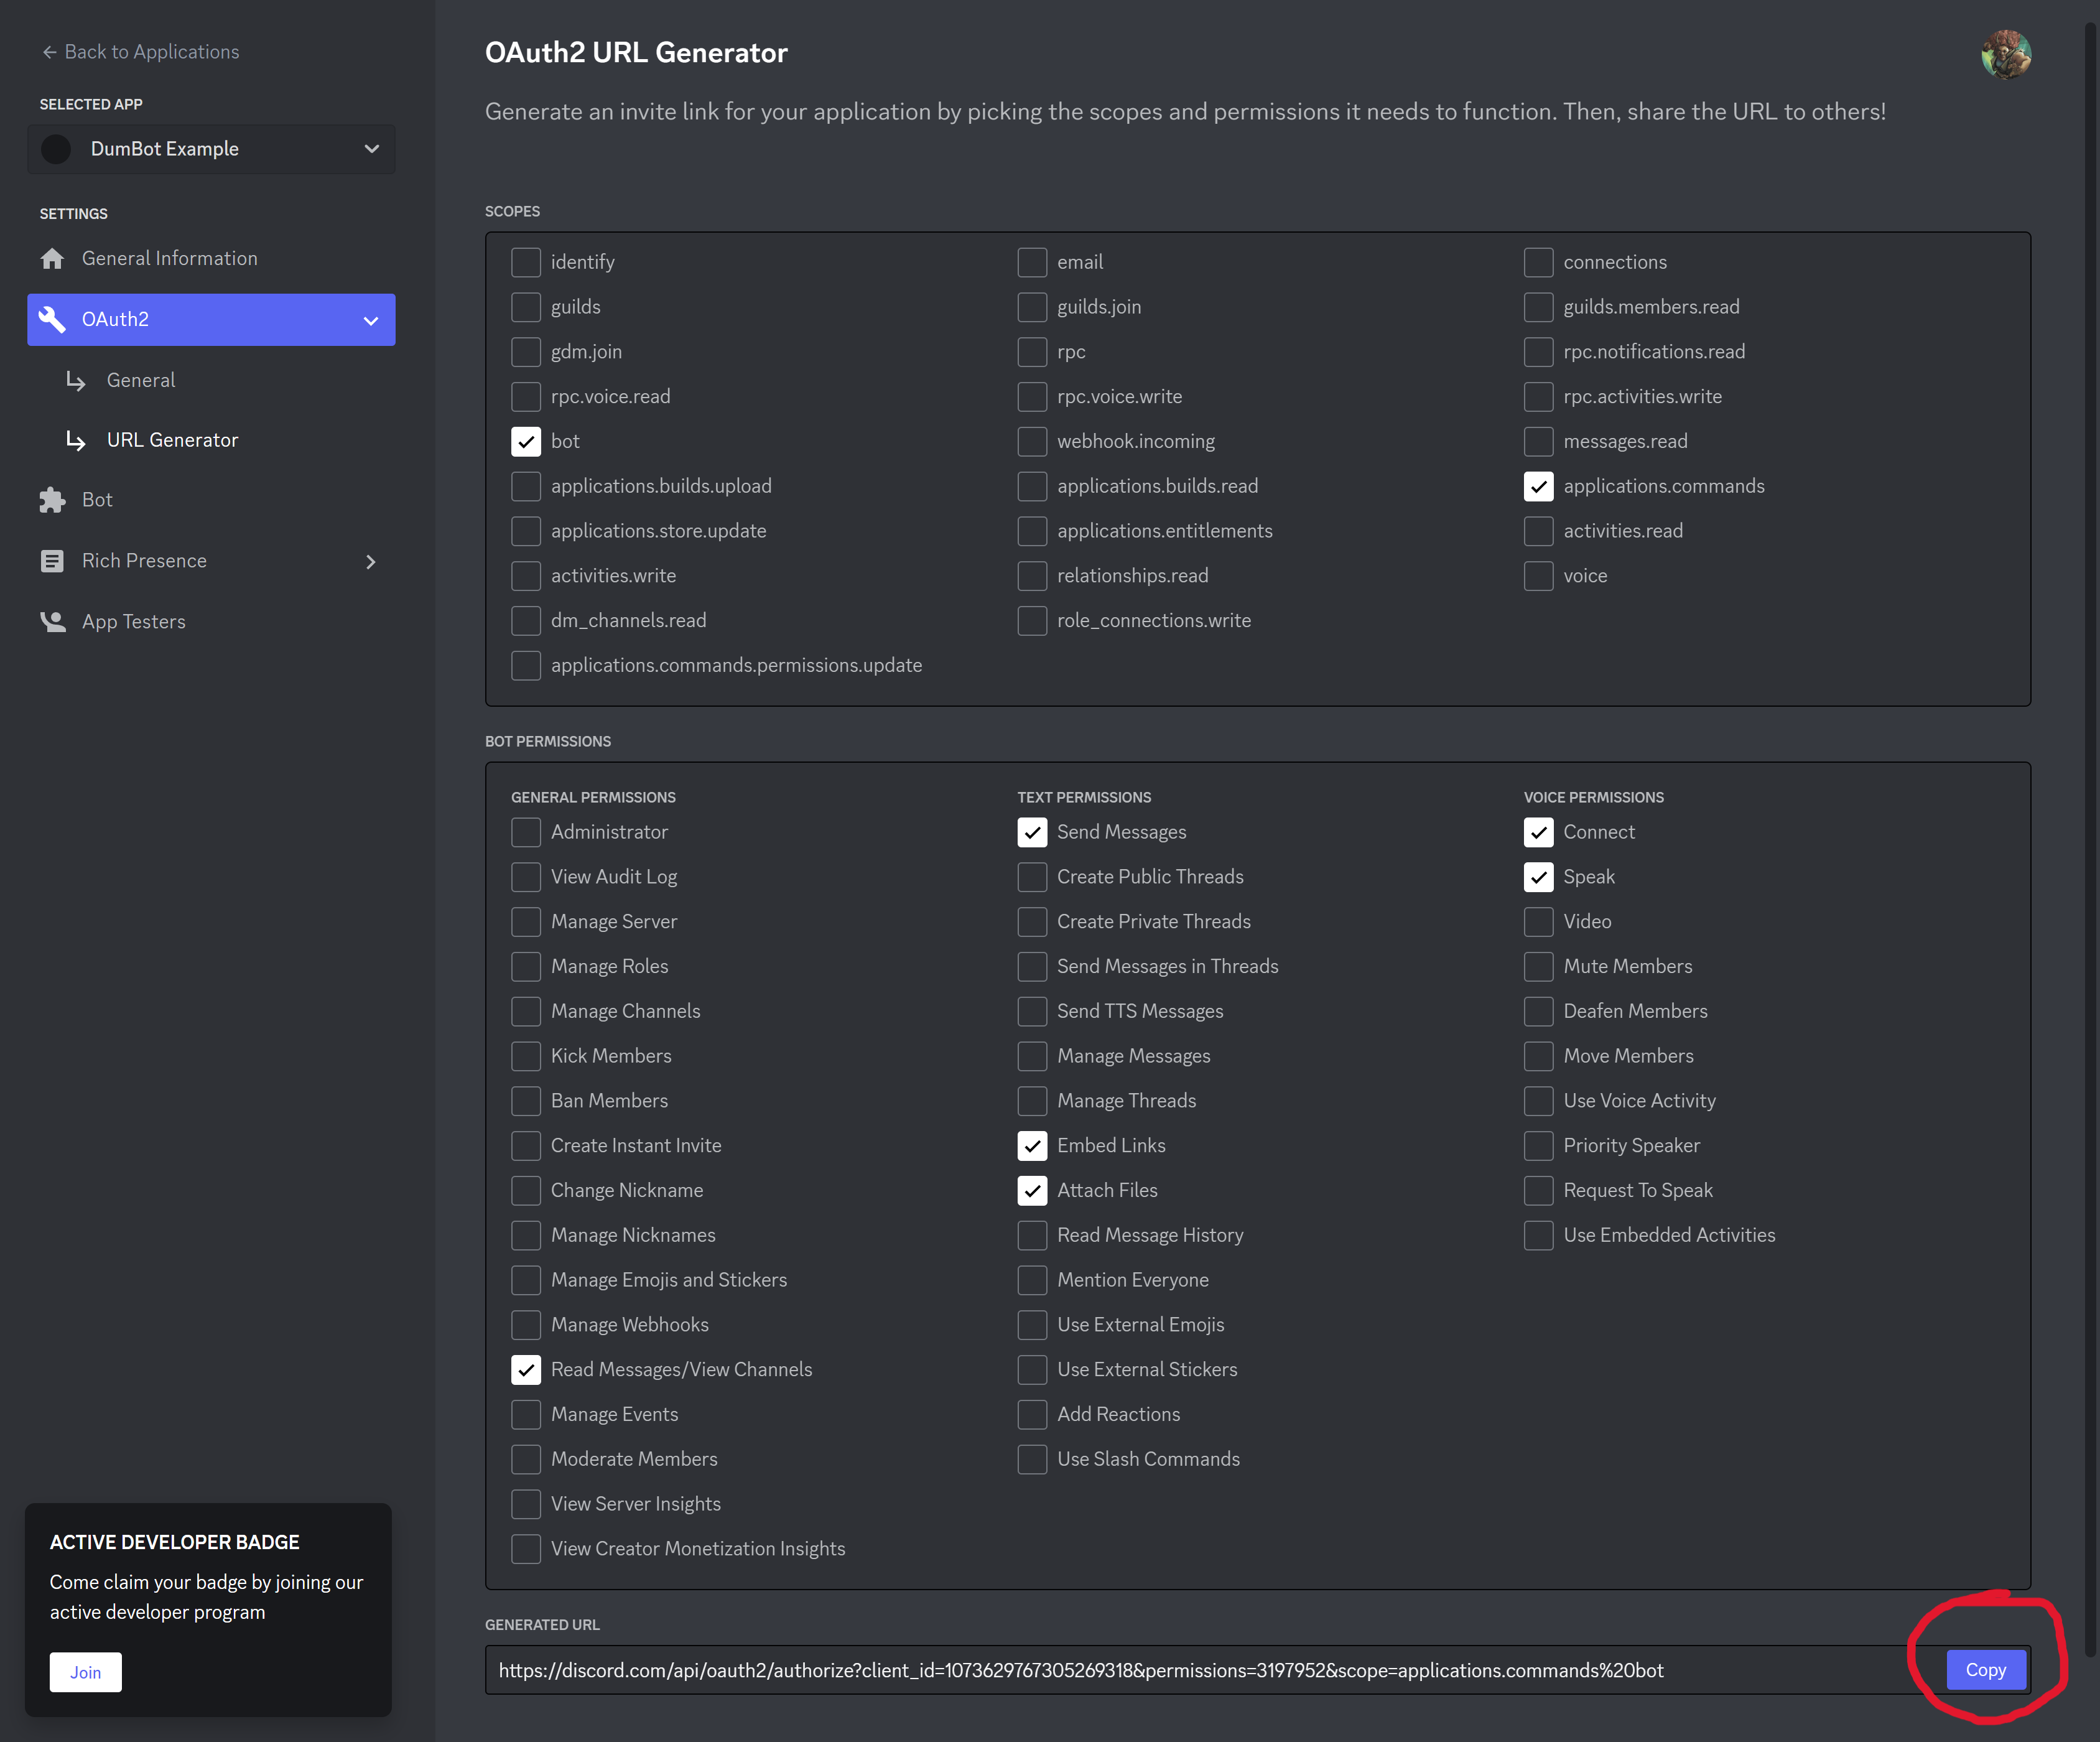 Back to Applications
SELECTED APP
DumBot Example
SETTINGS
General Information
OAuth2
General
URL Generator
Bot
Rich Presence
App Testers
ACTIVE DEVELOPER BADGE
Come claim your badge by joining our
active developer program
Join
OAuth2 URL Generator
Generate an invite link for your application by picking the scopes and permissions it needs to function. Then, share the URL to others!
SCOPES
identify
email
connections
guilds
guilds.join
guilds.members.read
gdm.join
rpc
rpc.notifications.read
rpc.voice.read
rpc.voice.write
rpc.activities.write
bot
webhook.incoming
messages.read
applications.builds.upload
applications.builds.read
applications.commands
applications.store.update
applications.entitlements
activities.read
activities.write
relationships.read
voice
dm_channels.read
role_connections.write
applications.commands.permissions.update
BOT PERMISSIONS
GENERAL PERMISSIONS
Administrator
View Audit Log
Manage Server
Manage Roles
Manage Channels
Kick Members
Ban Members
Create Instant Invite
Change Nickname
Manage Nicknames
Manage Emojis and Stickers
Manage Webhooks
Read Messages/View Channels
Manage Events
Moderate Members
View Server Insights
View Creator Monetization Insights
TEXT PERMISSIONS
Send Messages
Create Public Threads
Create Private Threads
Send Messages in Threads
Send TTS Messages
Manage Messages
Manage Threads
Embed Links
Attach Files
Read Message History
Mention Everyone
Use External Emojis
Use External Stickers
Add Reactions
Use Slash Commands
VOICE PERMISSIONS
Connect
Speak
Video
Mute Members
Deafen Members
Move Members
Use Voice Activity
Priority Speaker
Request To Speak
Use Embedded Activities
GENERATED URL
https://discord.com/api/oauth2/authorize?client_id=1073629767305269318&permissions=3197952&scope=applications.commands%20bot
Copy